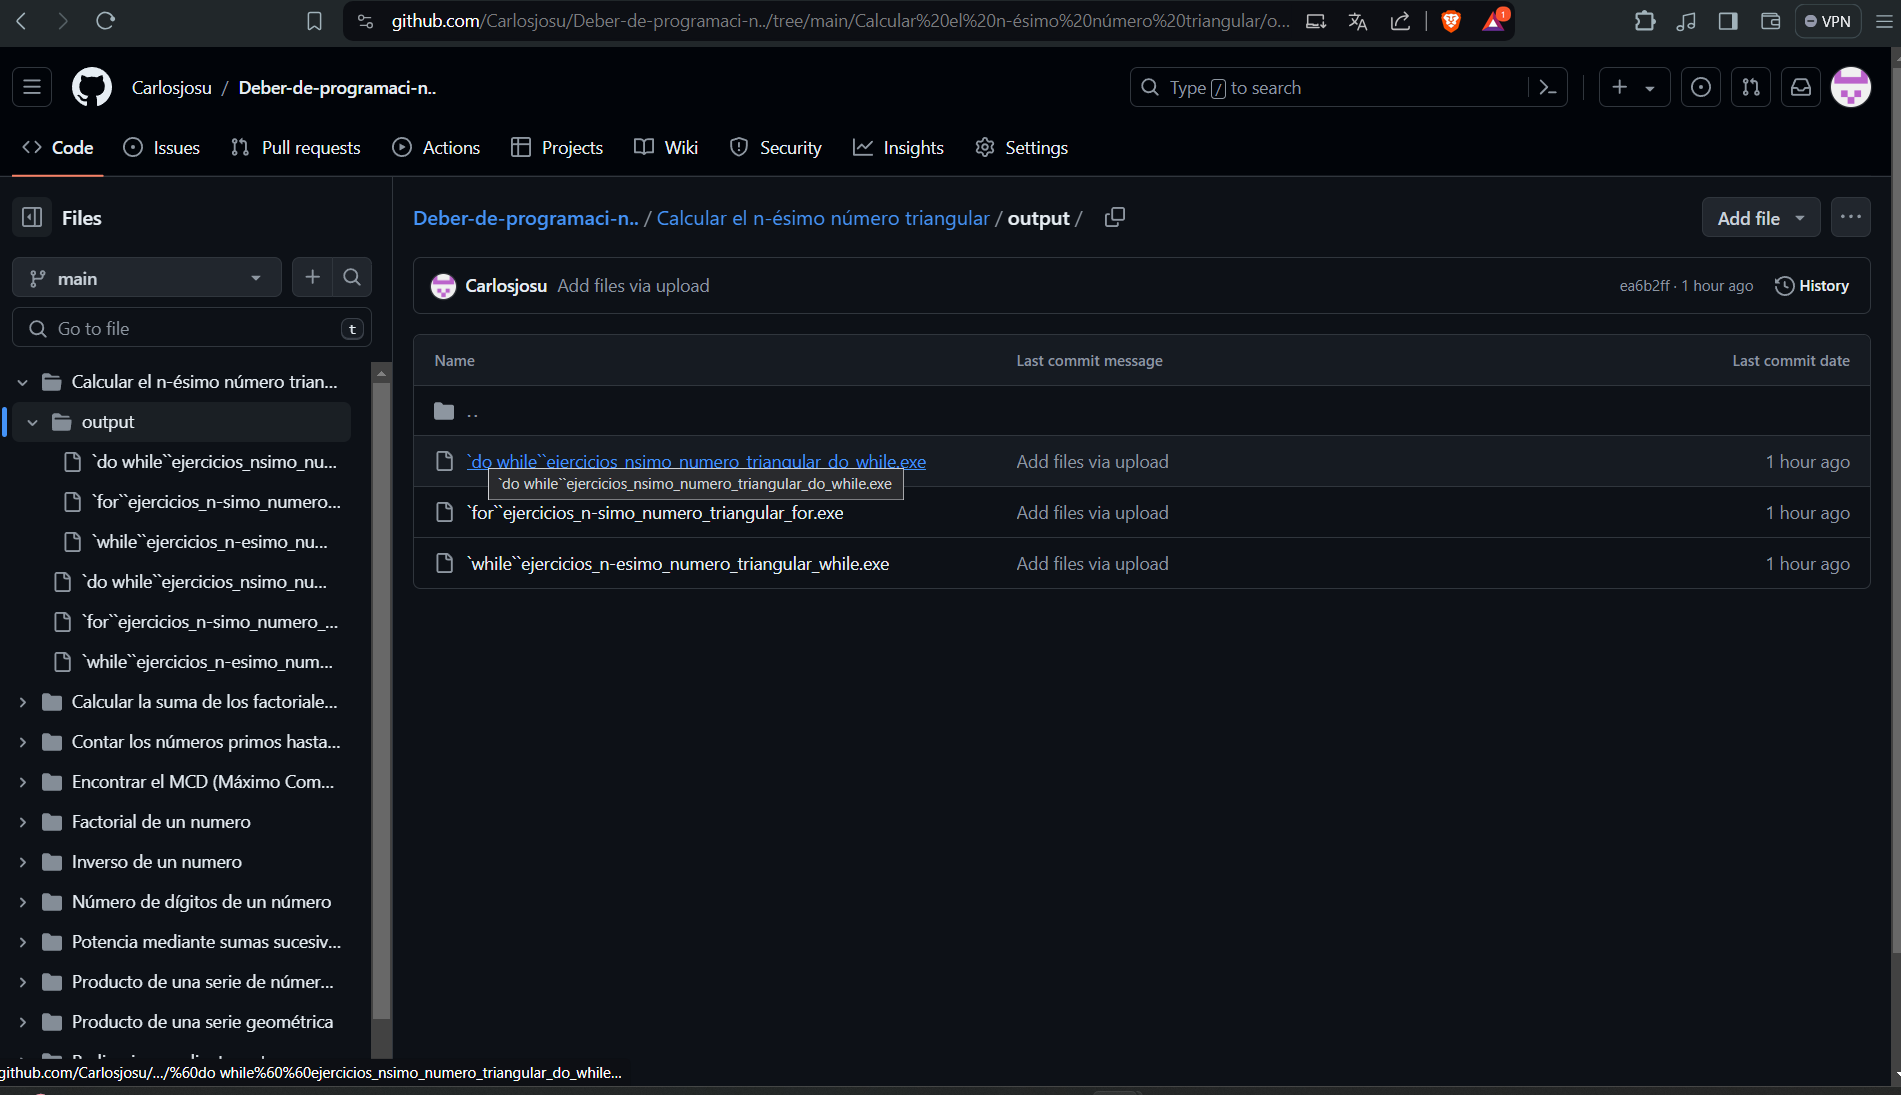 github.com/Carlosjosu/Deber-de-programaci-n../tree/main/Calcular%20el%20n-ésimo%20número%20triangular/o...
1
VPN
Carlosjosu / Deber-de-programaci-n..
Type / to search
Code
Issues
Pull requests
Actions
Projects
Wiki
Security
Insights
Settings
Files
main
Go to file
t
Calcular el n-ésimo número trian...
output
`do while``ejercicios_nsimo_nu...
`for``ejercicios_n-simo_numero...
`while``ejercicios_n-esimo_nu...
`do while``ejercicios_nsimo_nu...
`for``ejercicios_n-simo_numero_...
`while``ejercicios_n-esimo_num...
Calcular la suma de los factoriale...
Contar los números primos hasta...
Encontrar el MCD (Máximo Com...
Factorial de un numero
Inverso de un numero
Número de dígitos de un número
Potencia mediante sumas sucesiv...
Producto de una serie de númer...
Producto de una serie geométrica
github.com/Carlosjosu/.../%60do while%60%60ejercicios_nsimo_numero_triangular_do_while...
Deber-de-programaci-n.. / Calcular el n-ésimo número triangular / output /
Add file
Carlosjosu Add files via upload
ea6b2ff · 1 hour ago
History
Name Last commit message Last commit date
..
`do while``ejercicios_nsimo_numero_triangular_do_while.exe Add files via upload 1 hour ago
`do while``ejercicios_nsimo_numero_triangular_do_while.exe
`for``ejercicios_n-simo_numero_triangular_for.exe Add files via upload 1 hour ago
`while``ejercicios_n-esimo_numero_triangular_while.exe Add files via upload 1 hour ago